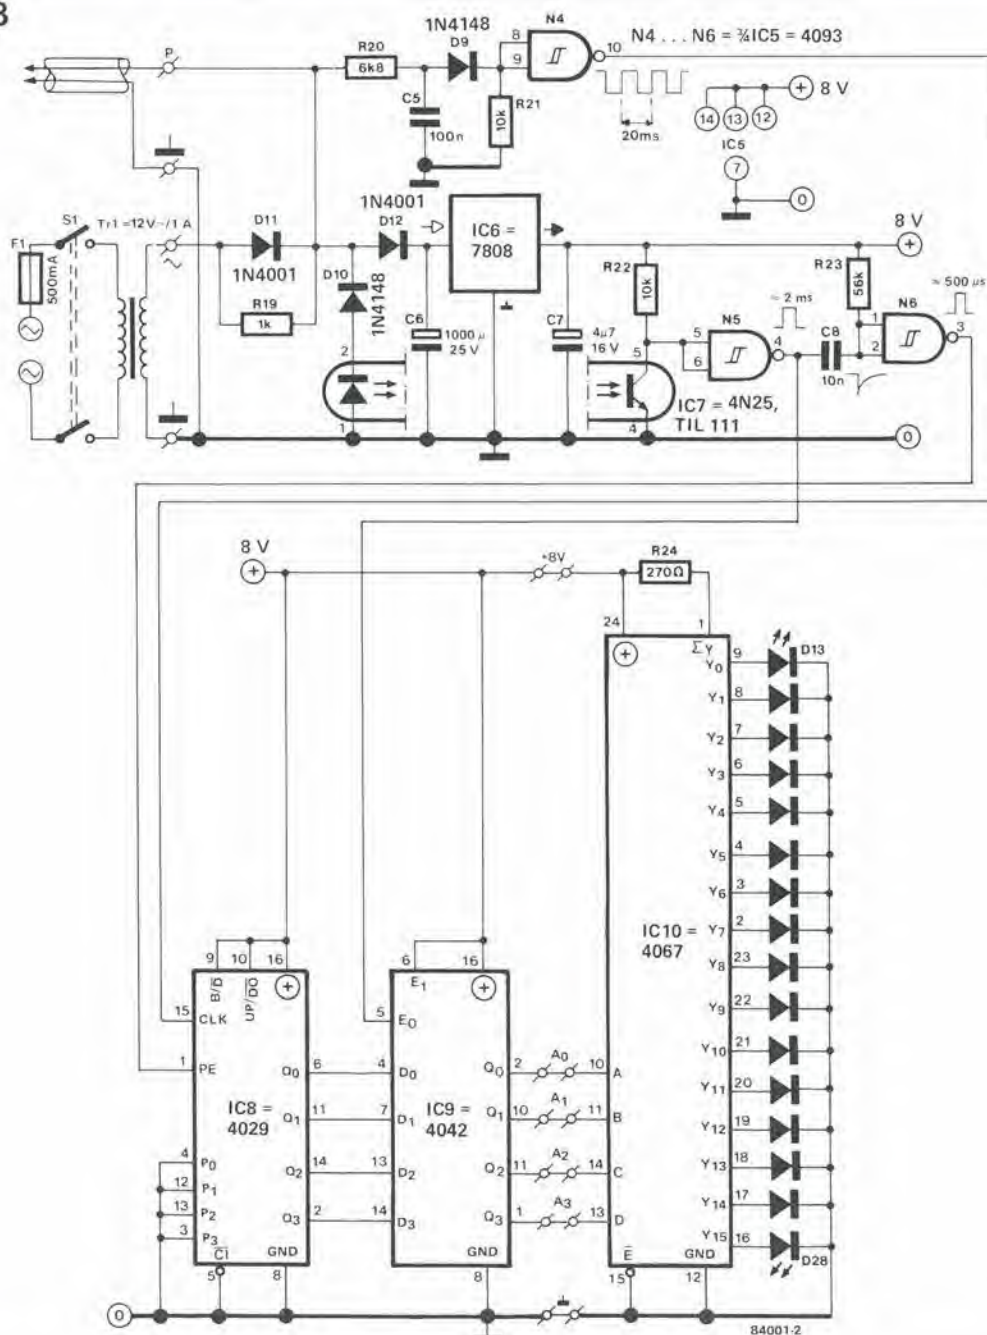 3
1N4148
N4
N4 . . . N6 = ¾IC5 = 4093
P
R20
6k8
D9
8
9
10
C5
100n
R21
10k
20ms
14 13 12
+ 8 V
IC5
7
0
1N4001
F1
S1
Tr1 = 12V~/1 A
500mA
D11
1N4001
D12
IC6 =
7808
8 V
+
R19
1k
D10
1N4148
2
1
C6
1000 µ
25 V
C7
4µ7
16 V
R22
10k
5
4
IC7 = 4N25,
TIL 111
N5
5
6
4
≈ 2 ms
C8
10n
R23
56k
N6
1
2
3
≈ 500 µs
0
8 V
+
+8V
R24
270Ω
24
1
+
ΣY
Y0 9 D13
Y1 8
Y2 7
Y3 6
Y4 5
Y5 4
Y6 3
Y7 2
Y8 23
Y9 22
Y10 21
Y11 20
Y12 19
Y13 18
Y14 17
Y15 16 D28
IC10 =
4067
9 10 16
B/D
UP/DO
+
15 CLK
1 PE
IC8 =
4029
Q0 6
Q1 11
Q2 14
Q3 2
4 P0
12 P1
13 P2
3 P3
CI
GND
5
8
6 16
E1
+
5 E0
4 D0
7 D1
13 D2
14 D3
IC9 =
4042
Q0 2
Q1 10
Q2 11
Q3 1
GND
8
A0
A1
A2
A3
10 A
11 B
14 C
13 D
E
GND
15
12
0
84001-2